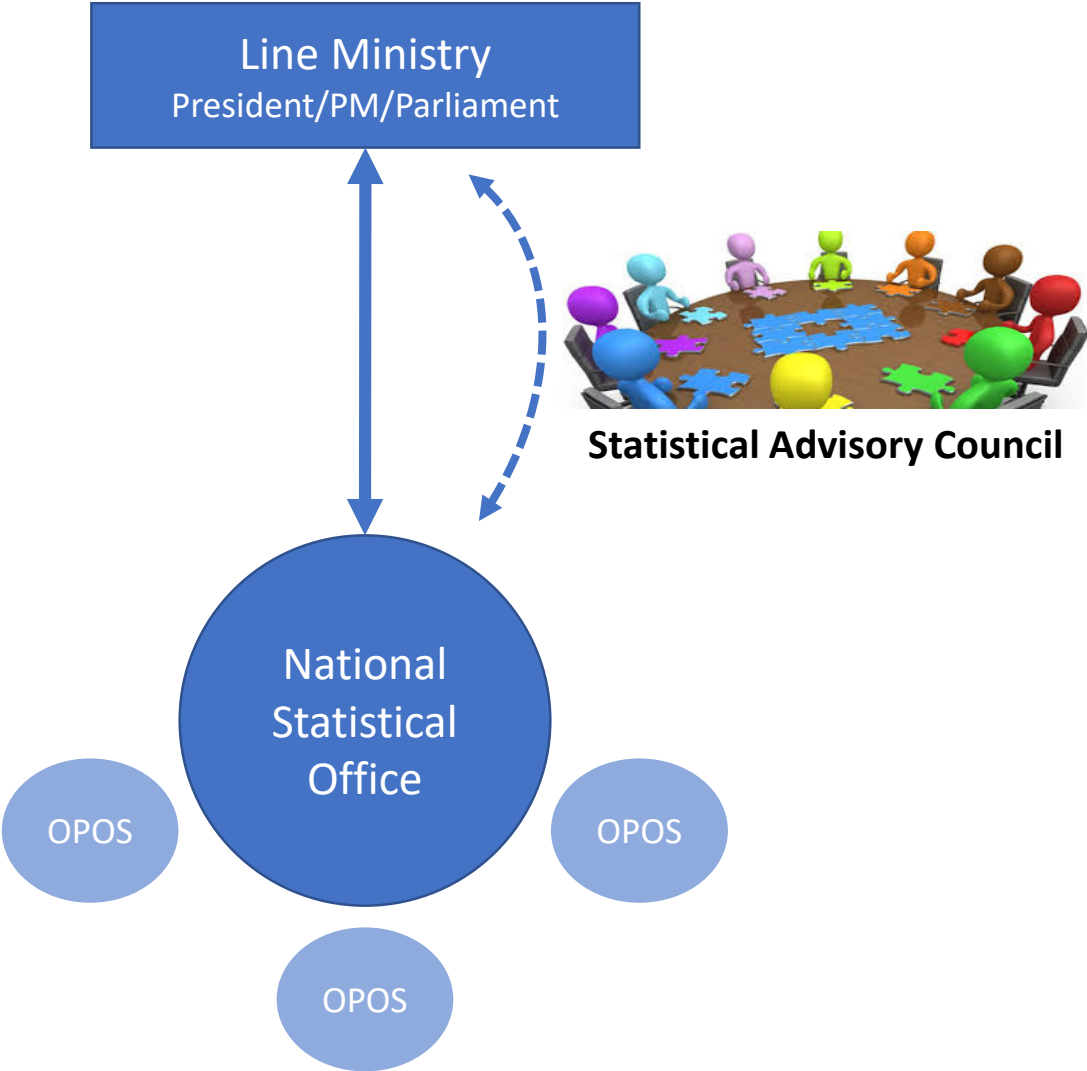 Line Ministry
President/PM/Parliament
Statistical Advisory Council
National
Statistical
Office
OPOS
OPOS
OPOS